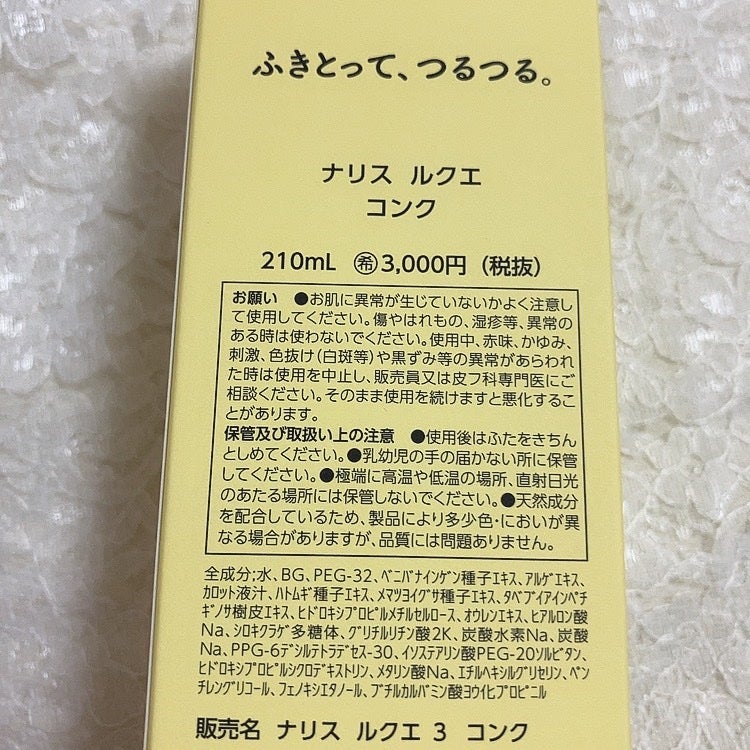 ふきとって、つるつる。
ナリス ルクエ
コンク
210mL ㊝3,000円（税抜）
お願い ●お肌に異常が生じていないかよく注意し
て使用してください。傷やはれもの、湿疹等、異常の
ある時は使わないでください。使用中、赤味、かゆみ、
刺激、色抜け（白斑等）や黒ずみ等の異常があらわれ
た時は使用を中止し、販売員又は皮フ科専門医にご
相談ください。そのまま使用を続けますと悪化するこ
とがあります。
保管及び取扱い上の注意 ●使用後はふたをきちん
としめてください。●乳幼児の手の届かない所に保管
してください。●極端に高温や低温の場所、直射日光
のあたる場所には保管しないでください。●天然成分
を配合しているため、製品により多少色・においが異
なる場合がありますが、品質には問題ありません。
全成分;水、BG、PEG-32、ﾍﾞﾆﾊﾞﾅｲﾝｹﾞﾝ種子ｴｷｽ、ｱﾙｹﾞｴｷｽ、
ｶﾛｯﾄ液汁、ﾊﾄﾑｷﾞ種子ｴｷｽ、ﾒﾏﾂﾖｲｸﾞｻ種子ｴｷｽ、ﾀﾍﾞﾌﾞｲｱｲﾝﾍﾟﾁ
ｷﾞﾉｻ樹皮ｴｷｽ、ﾋﾄﾞﾛｷｼﾌﾟﾛﾋﾟﾙﾒﾁﾙｾﾙﾛｰｽ、ｵｳﾚﾝｴｷｽ、ﾋｱﾙﾛﾝ酸
Na、ｼﾛｷｸﾗｹﾞ多糖体、ｸﾞﾘﾁﾙﾘﾁﾝ酸2K、炭酸水素Na、炭酸
Na、PPG-6ﾃﾞｼﾙﾃﾄﾗﾃﾞｾｽ-30、ｲｿｽﾃｱﾘﾝ酸PEG-20ｿﾙﾋﾞﾀﾝ、
ﾋﾄﾞﾛｷｼﾌﾟﾛﾋﾟﾙｼｸﾛﾃﾞｷｽﾄﾘﾝ、ﾒﾀﾘﾝ酸Na、ｴﾁﾙﾍｷｼﾙｸﾞﾘｾﾘﾝ、ﾍﾟﾝ
ﾁﾚﾝｸﾞﾘｺｰﾙ、ﾌｪﾉｷｼｴﾀﾉｰﾙ、ﾌﾞﾁﾙｶﾙﾊﾞﾐﾝ酸ﾖｳ化ﾌﾟﾛﾋﾟﾆﾙ
販売名 ナリス ルクエ 3 コンク